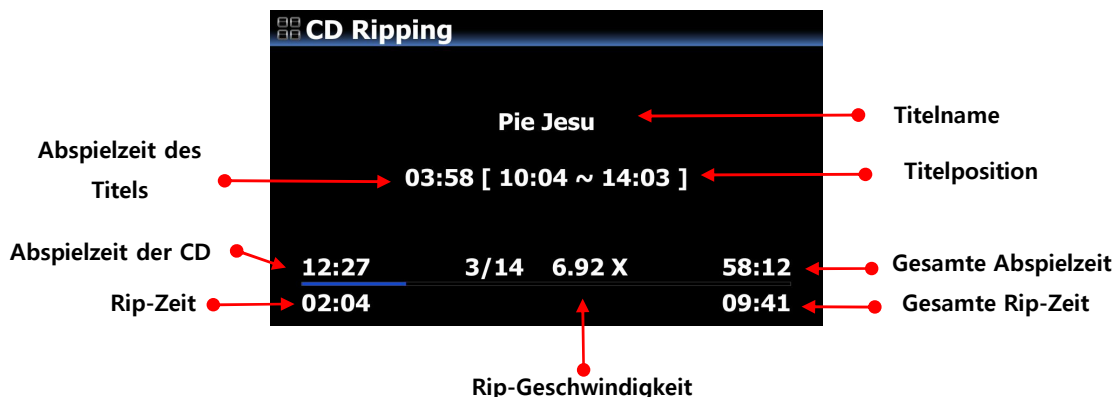 CD Ripping
Pie Jesu
Titelname
Abspielzeit des
Titels
03:58 [ 10:04 ~ 14:03 ]
Titelposition
Abspielzeit der CD
12:27 3/14 6.92 X 58:12
Gesamte Abspielzeit
Rip-Zeit
02:04 09:41
Gesamte Rip-Zeit
Rip-Geschwindigkeit